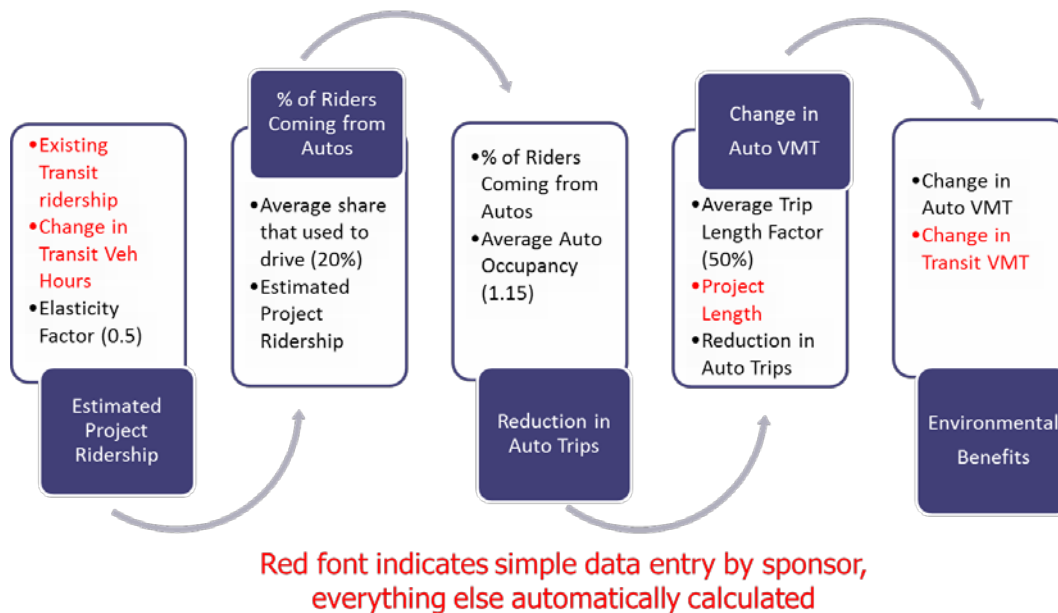 •Existing
Transit
ridership
•Change in
Transit Veh
Hours
•Elasticity
Factor (0.5)
Estimated
Project
Ridership
% of Riders
Coming from
Autos
•Average share
that used to
drive (20%)
•Estimated
Project
Ridership
•% of Riders
Coming from
Autos
•Average Auto
Occupancy
(1.15)
Reduction in
Auto Trips
Change in
Auto VMT
•Average Trip
Length Factor
(50%)
•Project
Length
•Reduction in
Auto Trips
•Change in
Auto VMT
•Change in
Transit VMT
Environmental
Benefits
Red font indicates simple data entry by sponsor,
everything else automatically calculated